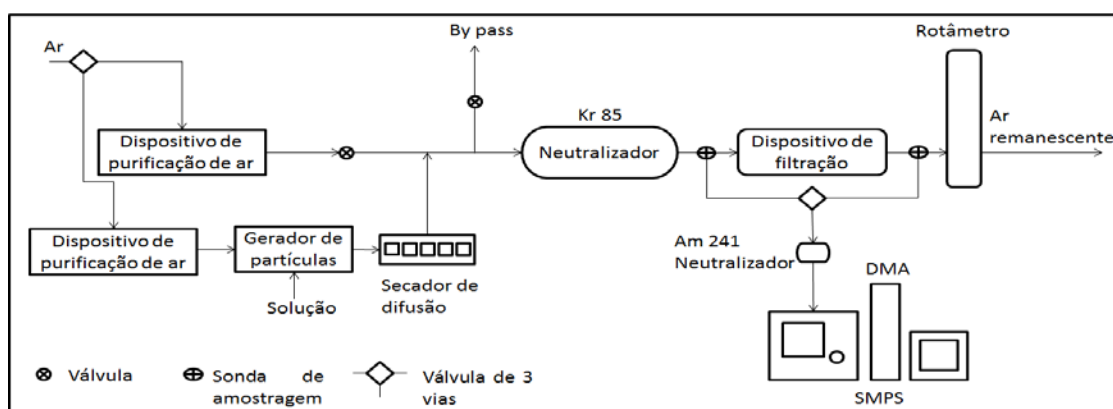 By pass
Rotâmetro
Ar
Kr 85
Dispositivo de
purificação de ar
Neutralizador
Dispositivo de
filtração
Ar
remanescente
Dispositivo de
purificação de ar
Gerador de
partículas
Solução
Secador de
difusão
Am 241
Neutralizador
DMA
SMPS
Válvula
Sonda de
amostragem
Válvula de 3
vias